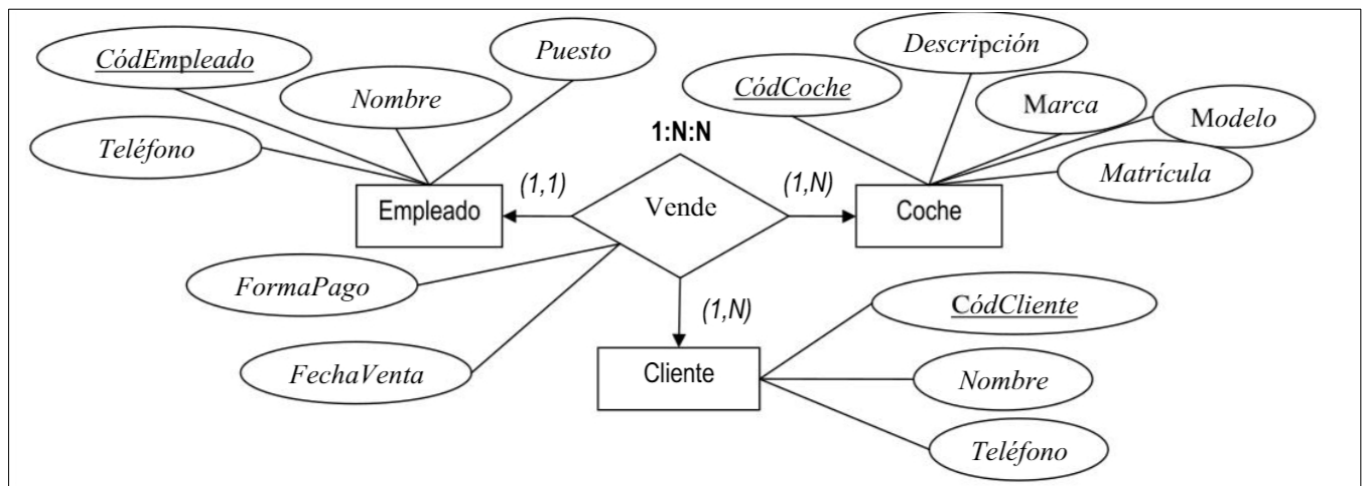 CódEmpleado
Nombre
Puesto
Teléfono
Empleado
(1,1)
1:N:N
Vende
(1,N)
CódCoche
Descripción
Marca
Modelo
Matrícula
Coche
FormaPago
FechaVenta
(1,N)
Cliente
CódCliente
Nombre
Teléfono